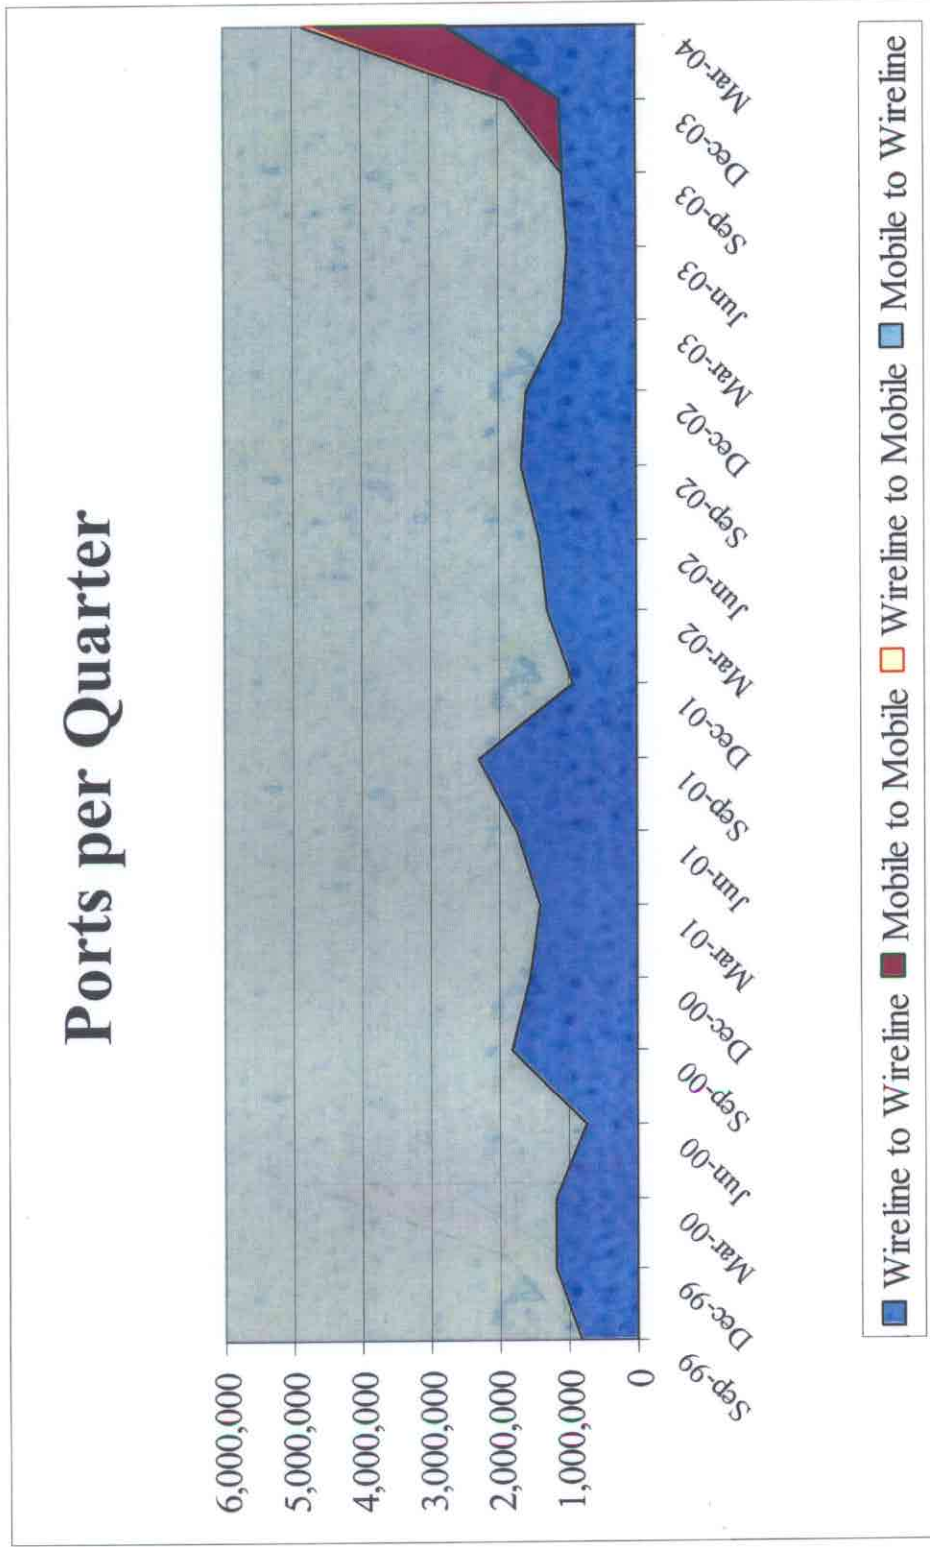 Ports per Quarter
6,000,000
5,000,000
4,000,000
3,000,000
2,000,000
1,000,000
0
Sep-99
Dec-99
Mar-00
Jun-00
Sep-00
Dec-00
Mar-01
Jun-01
Sep-01
Dec-01
Mar-02
Jun-02
Sep-02
Dec-02
Mar-03
Jun-03
Sep-03
Dec-03
Mar-04
Wireline to Wireline
Mobile to Mobile
Wireline to Mobile
Mobile to Wireline